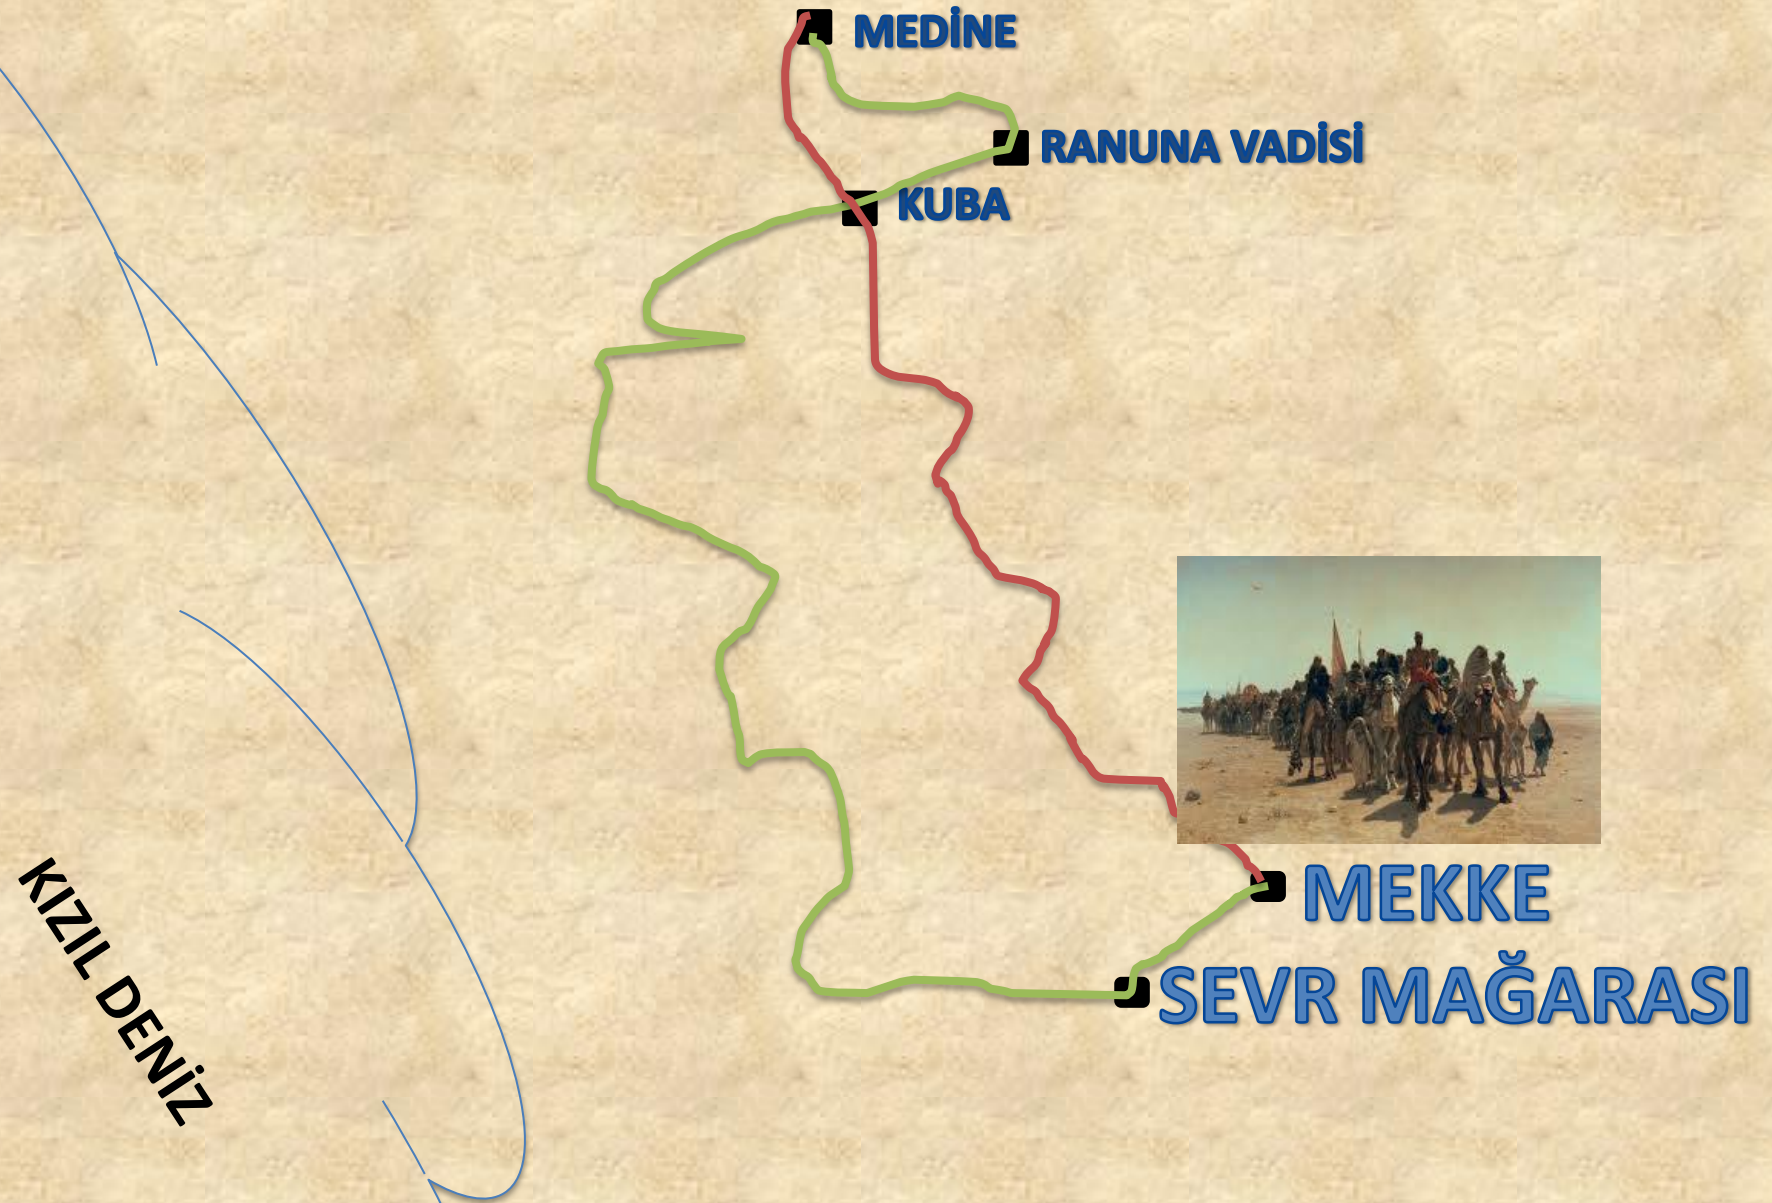 MEDİNE
RANUNA VADİSİ
KUBA
MEKKE
SEVR MAĞARASI
KIZIL DENİZ